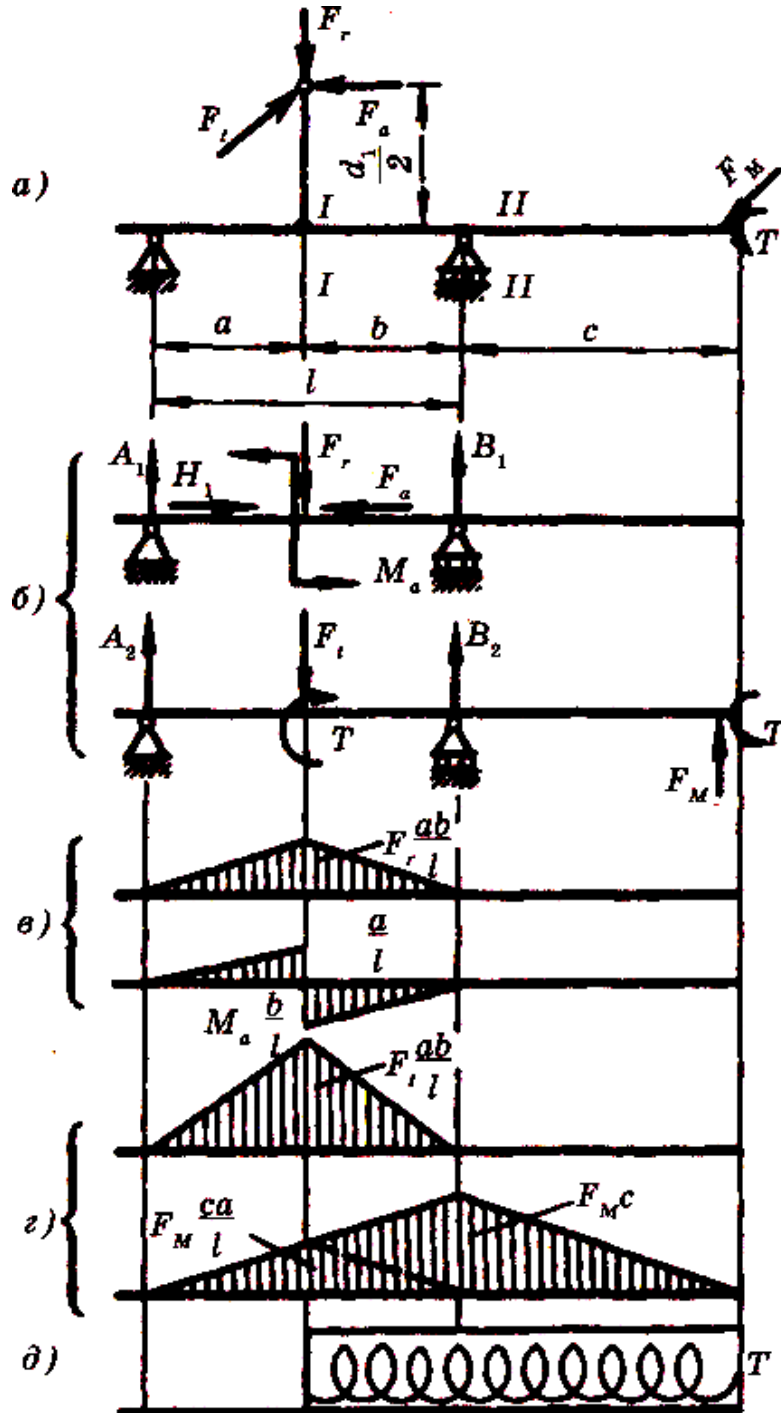 F_r
F_t F_a d_1/2 F_M
а) I II T
I II
a b c
l
A_1 H_1 F_r F_a B_1
M_a
б)
A_2 F_t B_2
T T
F_M
F_r ab/l
в) a/l
M_a b/l
F_t ab/l
г) F_M ca/l F_M c
д) T